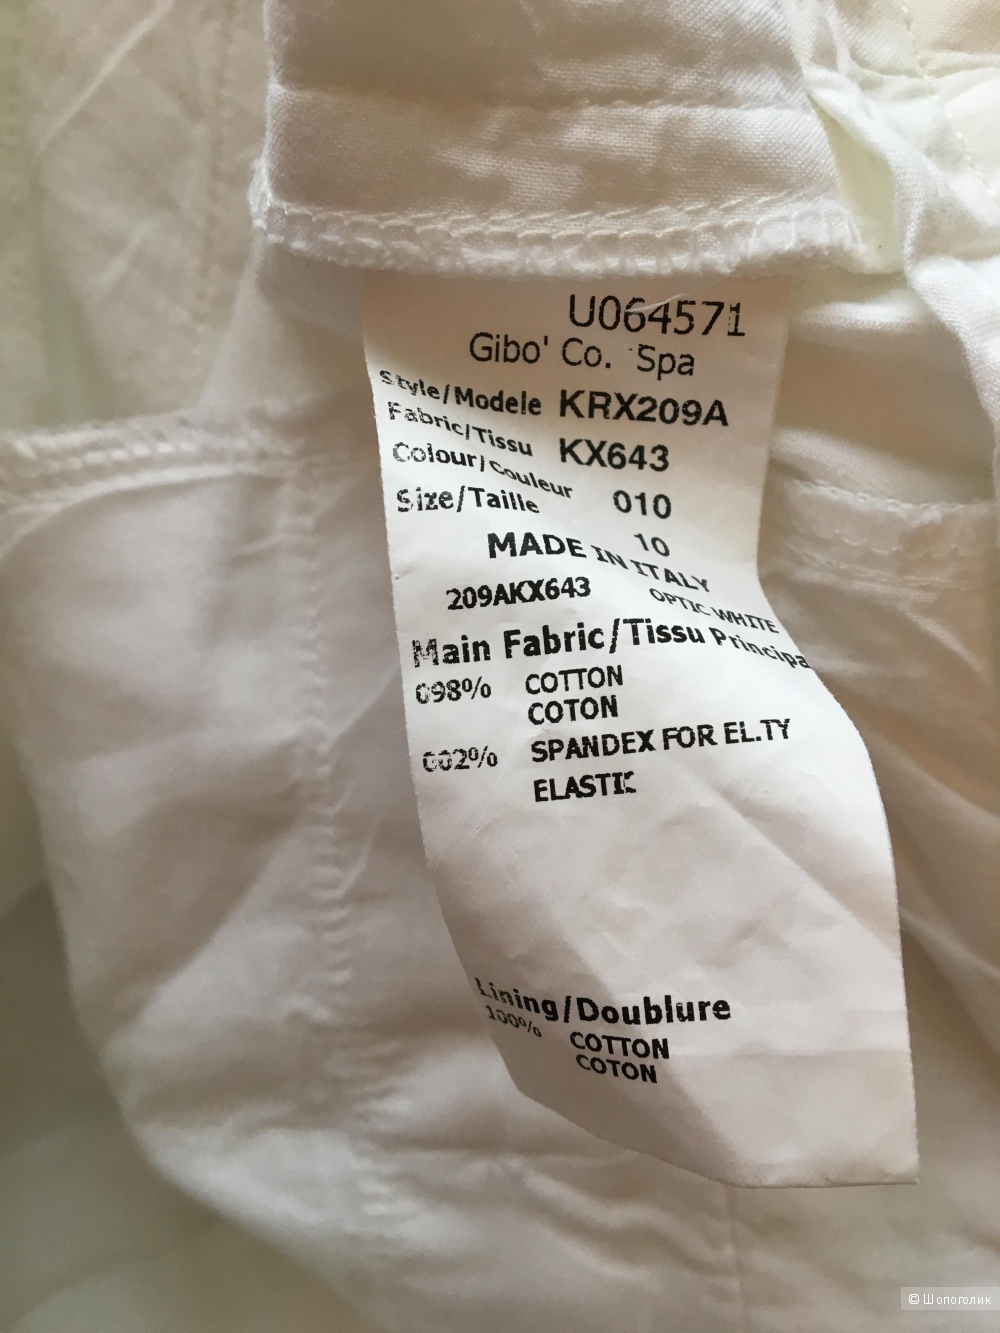 U064571
Gibo' Co. Spa
Style/Modele KRX209A
Fabric/Tissu KX643
Colour/Couleur 010
Size/Taille 10
MADE IN ITALY
209AKX643 OPTIC WHITE
Main Fabric/Tissu Principa
098% COTTON
COTON
002% SPANDEX FOR EL.TY
ELASTIC
Lining/Doublure
100% COTTON
COTON
© Шопоголик